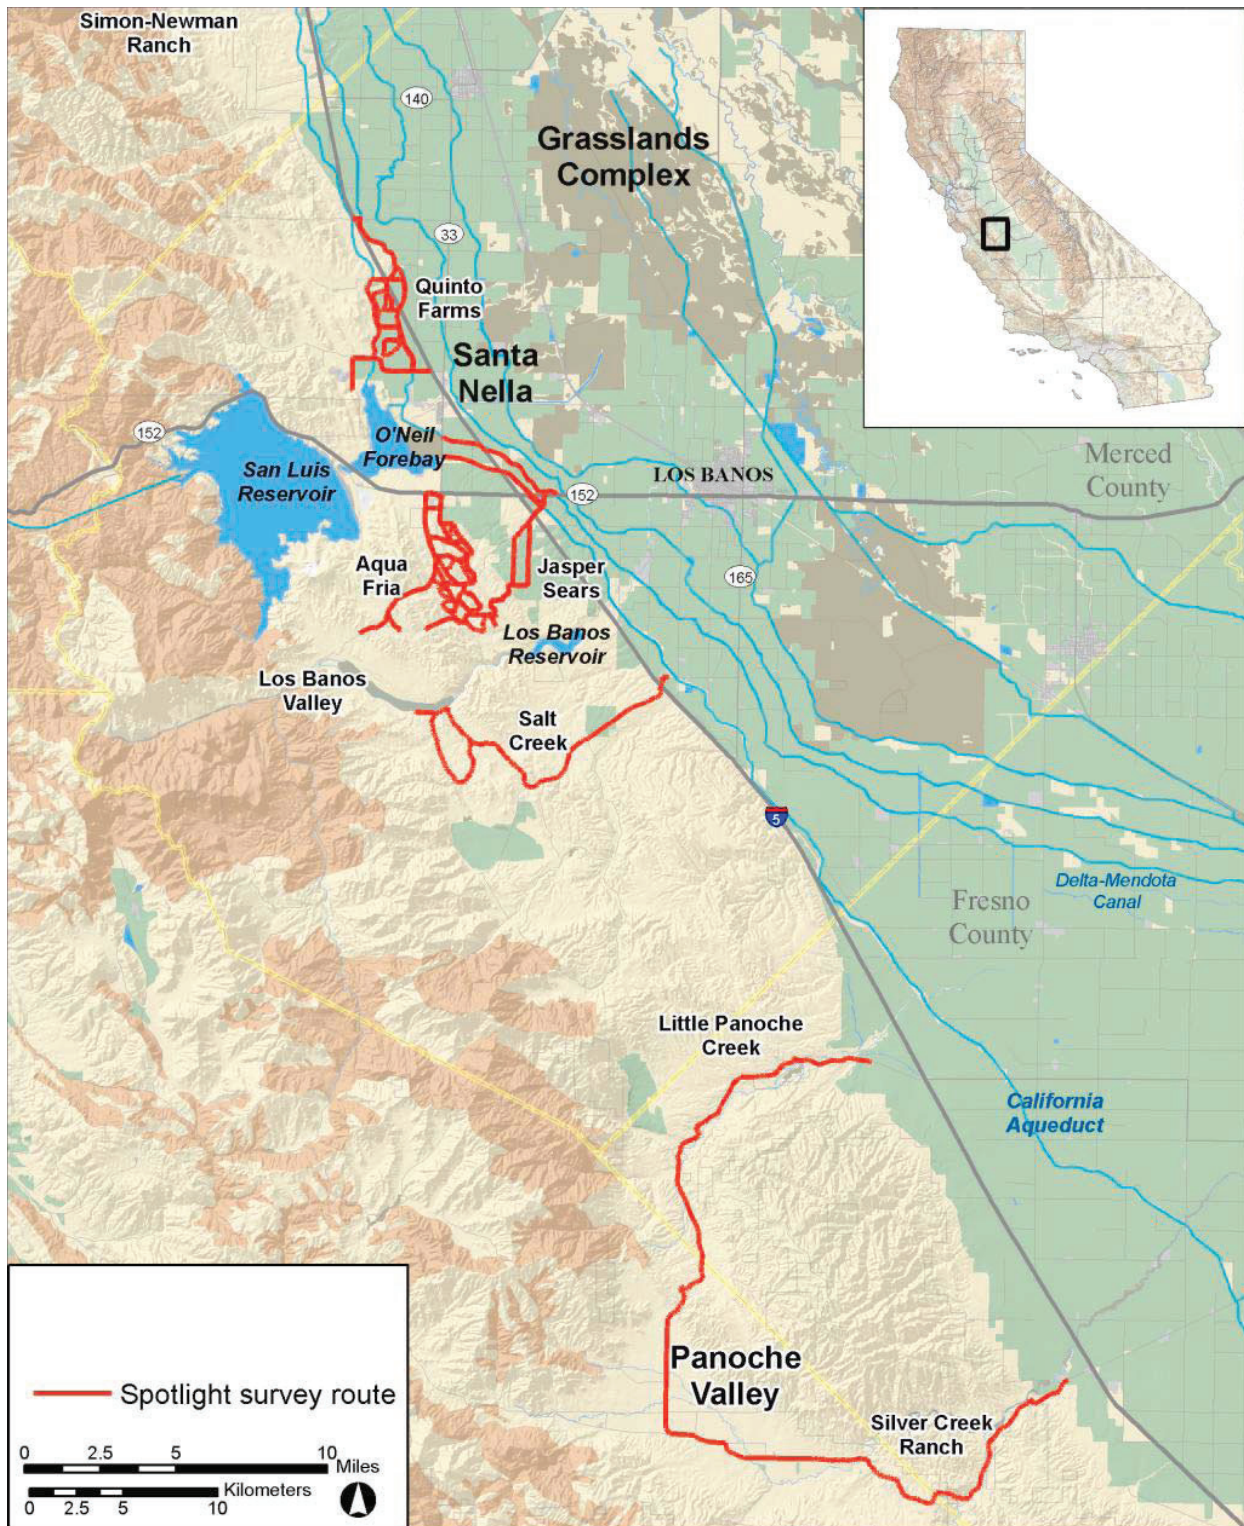 Simon-Newman
Ranch
140
Grasslands
Complex
33
Quinto
Farms
Santa
Nella
152
O'Neil
Forebay
San Luis
Reservoir
LOS BANOS
Merced
County
152
Aqua
Fria
Jasper
Sears
165
Los Banos
Reservoir
Los Banos
Valley
Salt
Creek
5
Delta-Mendota
Canal
Fresno
County
Little Panoche
Creek
California
Aqueduct
Panoche
Valley
Silver Creek
Ranch
Spotlight survey route
0 2.5 5 10
Miles
Kilometers
0 2.5 5 10